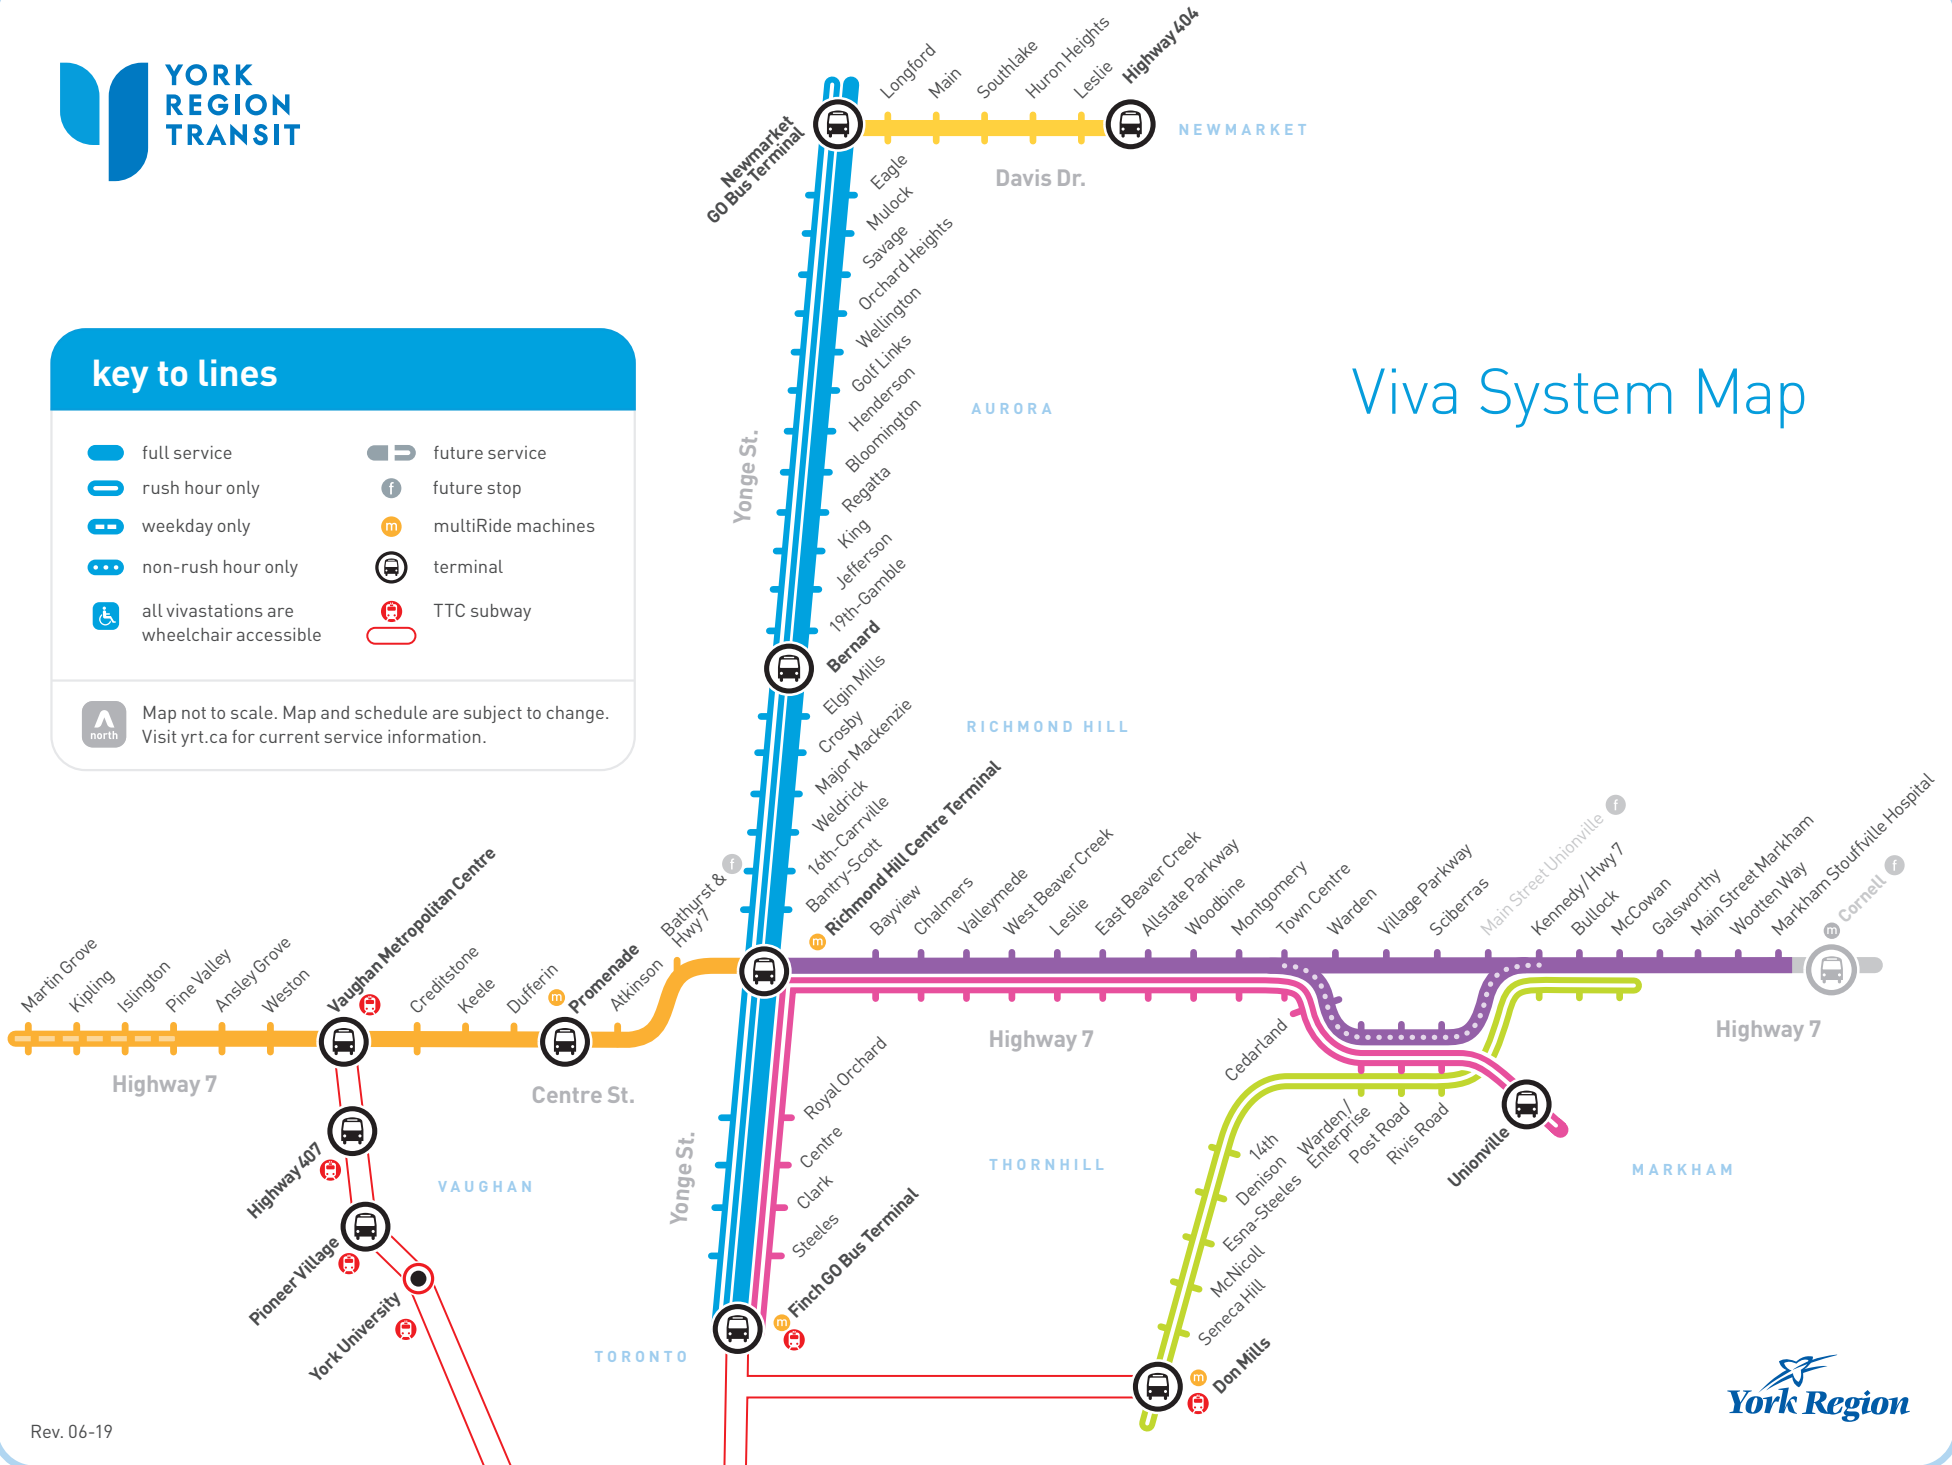 YORK
REGION
TRANSIT
Longford
Main
Southlake
Huron Heights
Leslie
Highway 404
NEWMARKET
Newmarket
GO Bus Terminal
Davis Dr.
Eagle
Mulock
Savage
Orchard Heights
Wellington
Golf Links
Henderson
Bloomington
Regatta
King
Jefferson
19th-Gamble
Bernard
Elgin Mills
Crosby
Major Mackenzie
Weldrick
16th-Carrville
Bantry-Scott
Richmond Hill Centre Terminal
m
Yonge St.
AURORA
RICHMOND HILL
Viva System Map
key to lines
full service
rush hour only
weekday only
non-rush hour only
all vivastations are
wheelchair accessible
future service
f
future stop
m
multiRide machines
terminal
TTC subway
north
Map not to scale. Map and schedule are subject to change.
Visit yrt.ca for current service information.
Martin Grove
Kipling
Islington
Pine Valley
Ansley Grove
Weston
Vaughan Metropolitan Centre
Creditstone
Keele
Dufferin
m
Promenade
Atkinson
Bathurst &
Hwy 7
f
Highway 7
Centre St.
Bayview
Chalmers
Valleymede
West Beaver Creek
Leslie
East Beaver Creek
Allstate Parkway
Woodbine
Montgomery
Town Centre
Warden
Village Parkway
Sciberras
Main Street Unionville
f
Kennedy/Hwy 7
Bullock
McCowan
Galsworthy
Main Street Markham
Wootten Way
Markham Stouffville Hospital
m
Cornell
f
Highway 7
Highway 7
Cedarland
Warden/
Enterprise
Post Road
Rivis Road
Unionville
MARKHAM
Royal Orchard
Centre
Clark
Steeles
Finch GO Bus Terminal
m
Yonge St.
THORNHILL
14th
Denison
Esna-Steeles
McNicoll
Seneca Hill
Don Mills
m
Highway 407
Pioneer Village
York University
VAUGHAN
TORONTO
Rev. 06-19
York Region